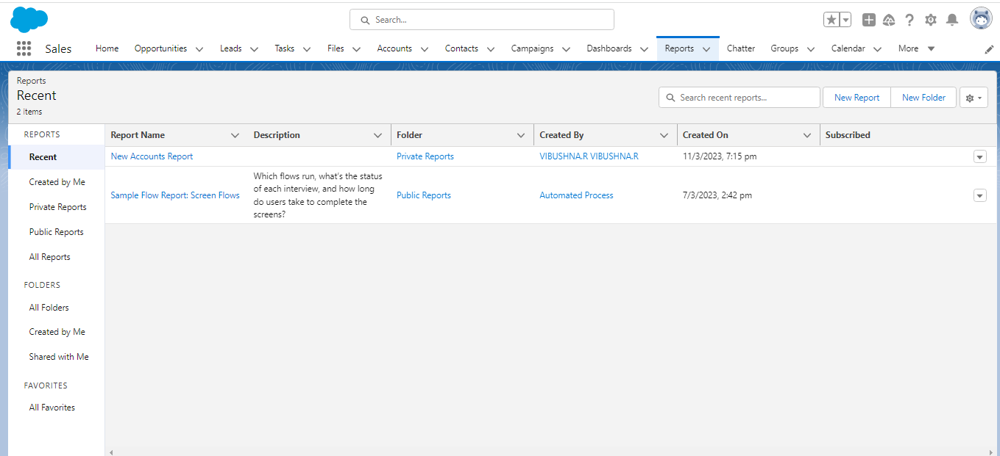 Search...
Sales
Home
Opportunities
Leads
Tasks
Files
Accounts
Contacts
Campaigns
Dashboards
Reports
Chatter
Groups
Calendar
More
Reports
Recent
2 items
Search recent reports...
New Report
New Folder
REPORTS
Recent
Created by Me
Private Reports
Public Reports
All Reports
FOLDERS
All Folders
Created by Me
Shared with Me
FAVORITES
All Favorites
Report Name
Description
Folder
Created By
Created On
Subscribed
New Accounts Report
Private Reports
VIBUSHNA.R VIBUSHNA.R
11/3/2023, 7:15 pm
Sample Flow Report: Screen Flows
Which flows run, what's the status
of each interview, and how long
do users take to complete the
screens?
Public Reports
Automated Process
7/3/2023, 2:42 pm